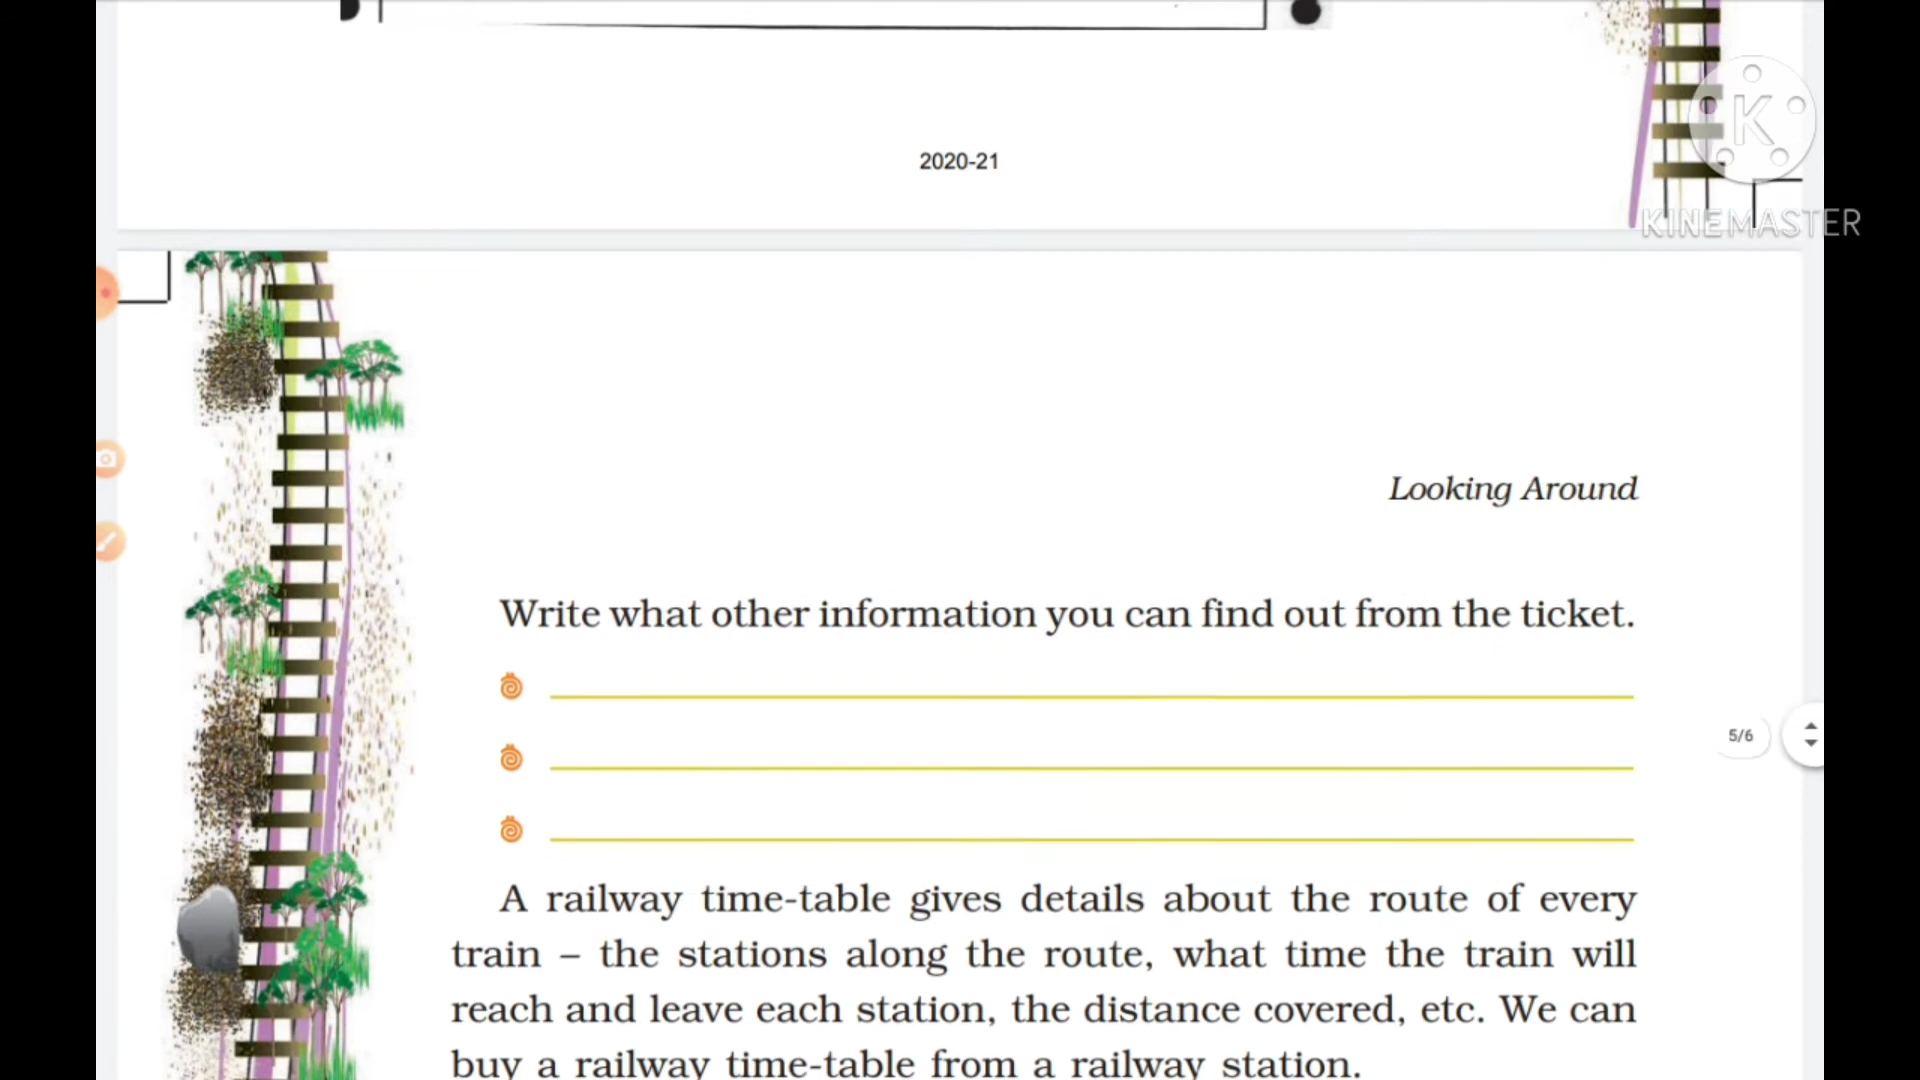 2020-21
K
KINEMASTER
Looking Around
Write what other information you can find out from the ticket.
5/6
A railway time-table gives details about the route of every
train – the stations along the route, what time the train will
reach and leave each station, the distance covered, etc. We can
buy a railway time-table from a railway station.